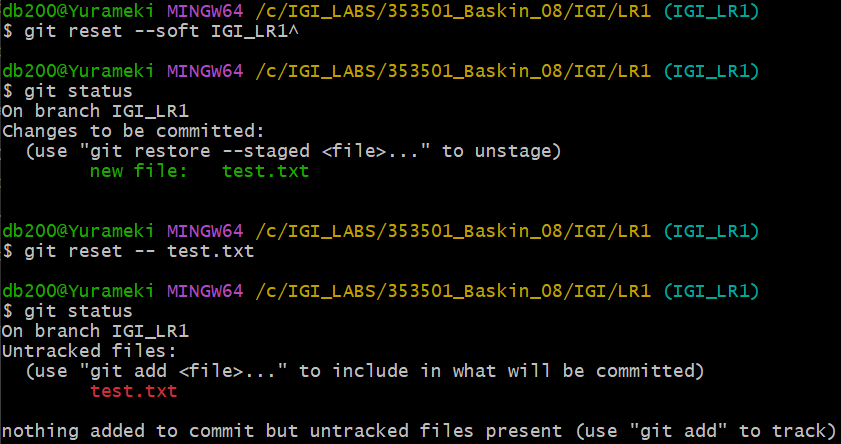 db200@Yurameki MINGW64 /c/IGI_LABS/353501_Baskin_08/IGI/LR1 (IGI_LR1)
$ git reset --soft IGI_LR1^
db200@Yurameki MINGW64 /c/IGI_LABS/353501_Baskin_08/IGI/LR1 (IGI_LR1)
$ git status
On branch IGI_LR1
Changes to be committed:
  (use "git restore --staged <file>..." to unstage)
        new file:   test.txt
db200@Yurameki MINGW64 /c/IGI_LABS/353501_Baskin_08/IGI/LR1 (IGI_LR1)
$ git reset -- test.txt
db200@Yurameki MINGW64 /c/IGI_LABS/353501_Baskin_08/IGI/LR1 (IGI_LR1)
$ git status
On branch IGI_LR1
Untracked files:
  (use "git add <file>..." to include in what will be committed)
        test.txt
nothing added to commit but untracked files present (use "git add" to track)